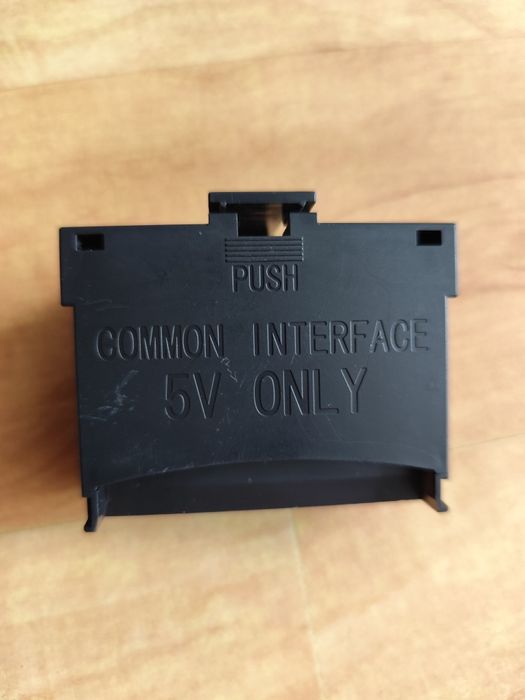 PUSH
COMMON INTERFACE
5V ONLY